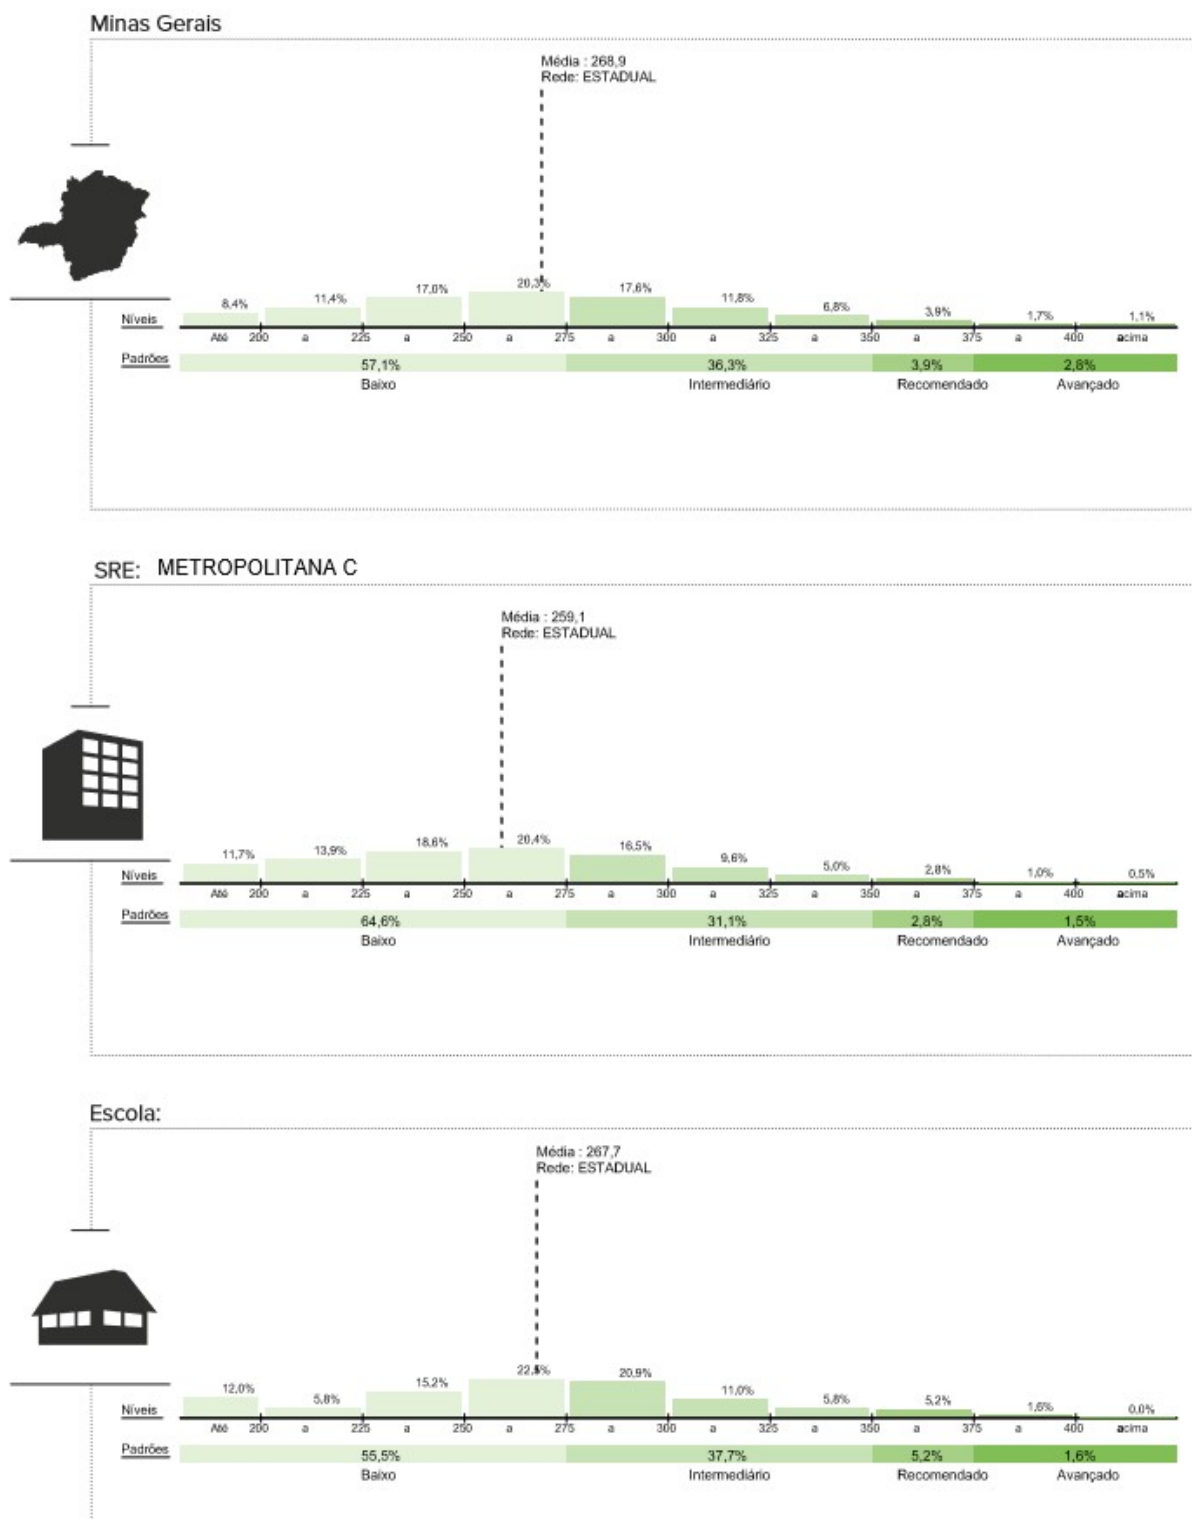 Minas Gerais
Média : 268,9
Rede: ESTADUAL
8,4% 11,4% 17,0% 20,3% 17,6% 11,8% 6,8% 3,9% 1,7% 1,1%
Níveis
Até 200 a 225 a 250 a 275 a 300 a 325 a 350 a 375 a 400 acima
Padrões 57,1% 36,3% 3,9% 2,8%
Baixo Intermediário Recomendado Avançado
SRE: METROPOLITANA C
Média : 259,1
Rede: ESTADUAL
11,7% 13,9% 18,6% 20,4% 16,5% 9,6% 5,0% 2,8% 1,0% 0,5%
Níveis
Até 200 a 225 a 250 a 275 a 300 a 325 a 350 a 375 a 400 acima
Padrões 64,6% 31,1% 2,8% 1,5%
Baixo Intermediário Recomendado Avançado
Escola:
Média : 267,7
Rede: ESTADUAL
12,0% 5,8% 15,2% 22,5% 20,9% 11,0% 5,8% 5,2% 1,6% 0,0%
Níveis
Até 200 a 225 a 250 a 275 a 300 a 325 a 350 a 375 a 400 acima
Padrões 55,5% 37,7% 5,2% 1,6%
Baixo Intermediário Recomendado Avançado